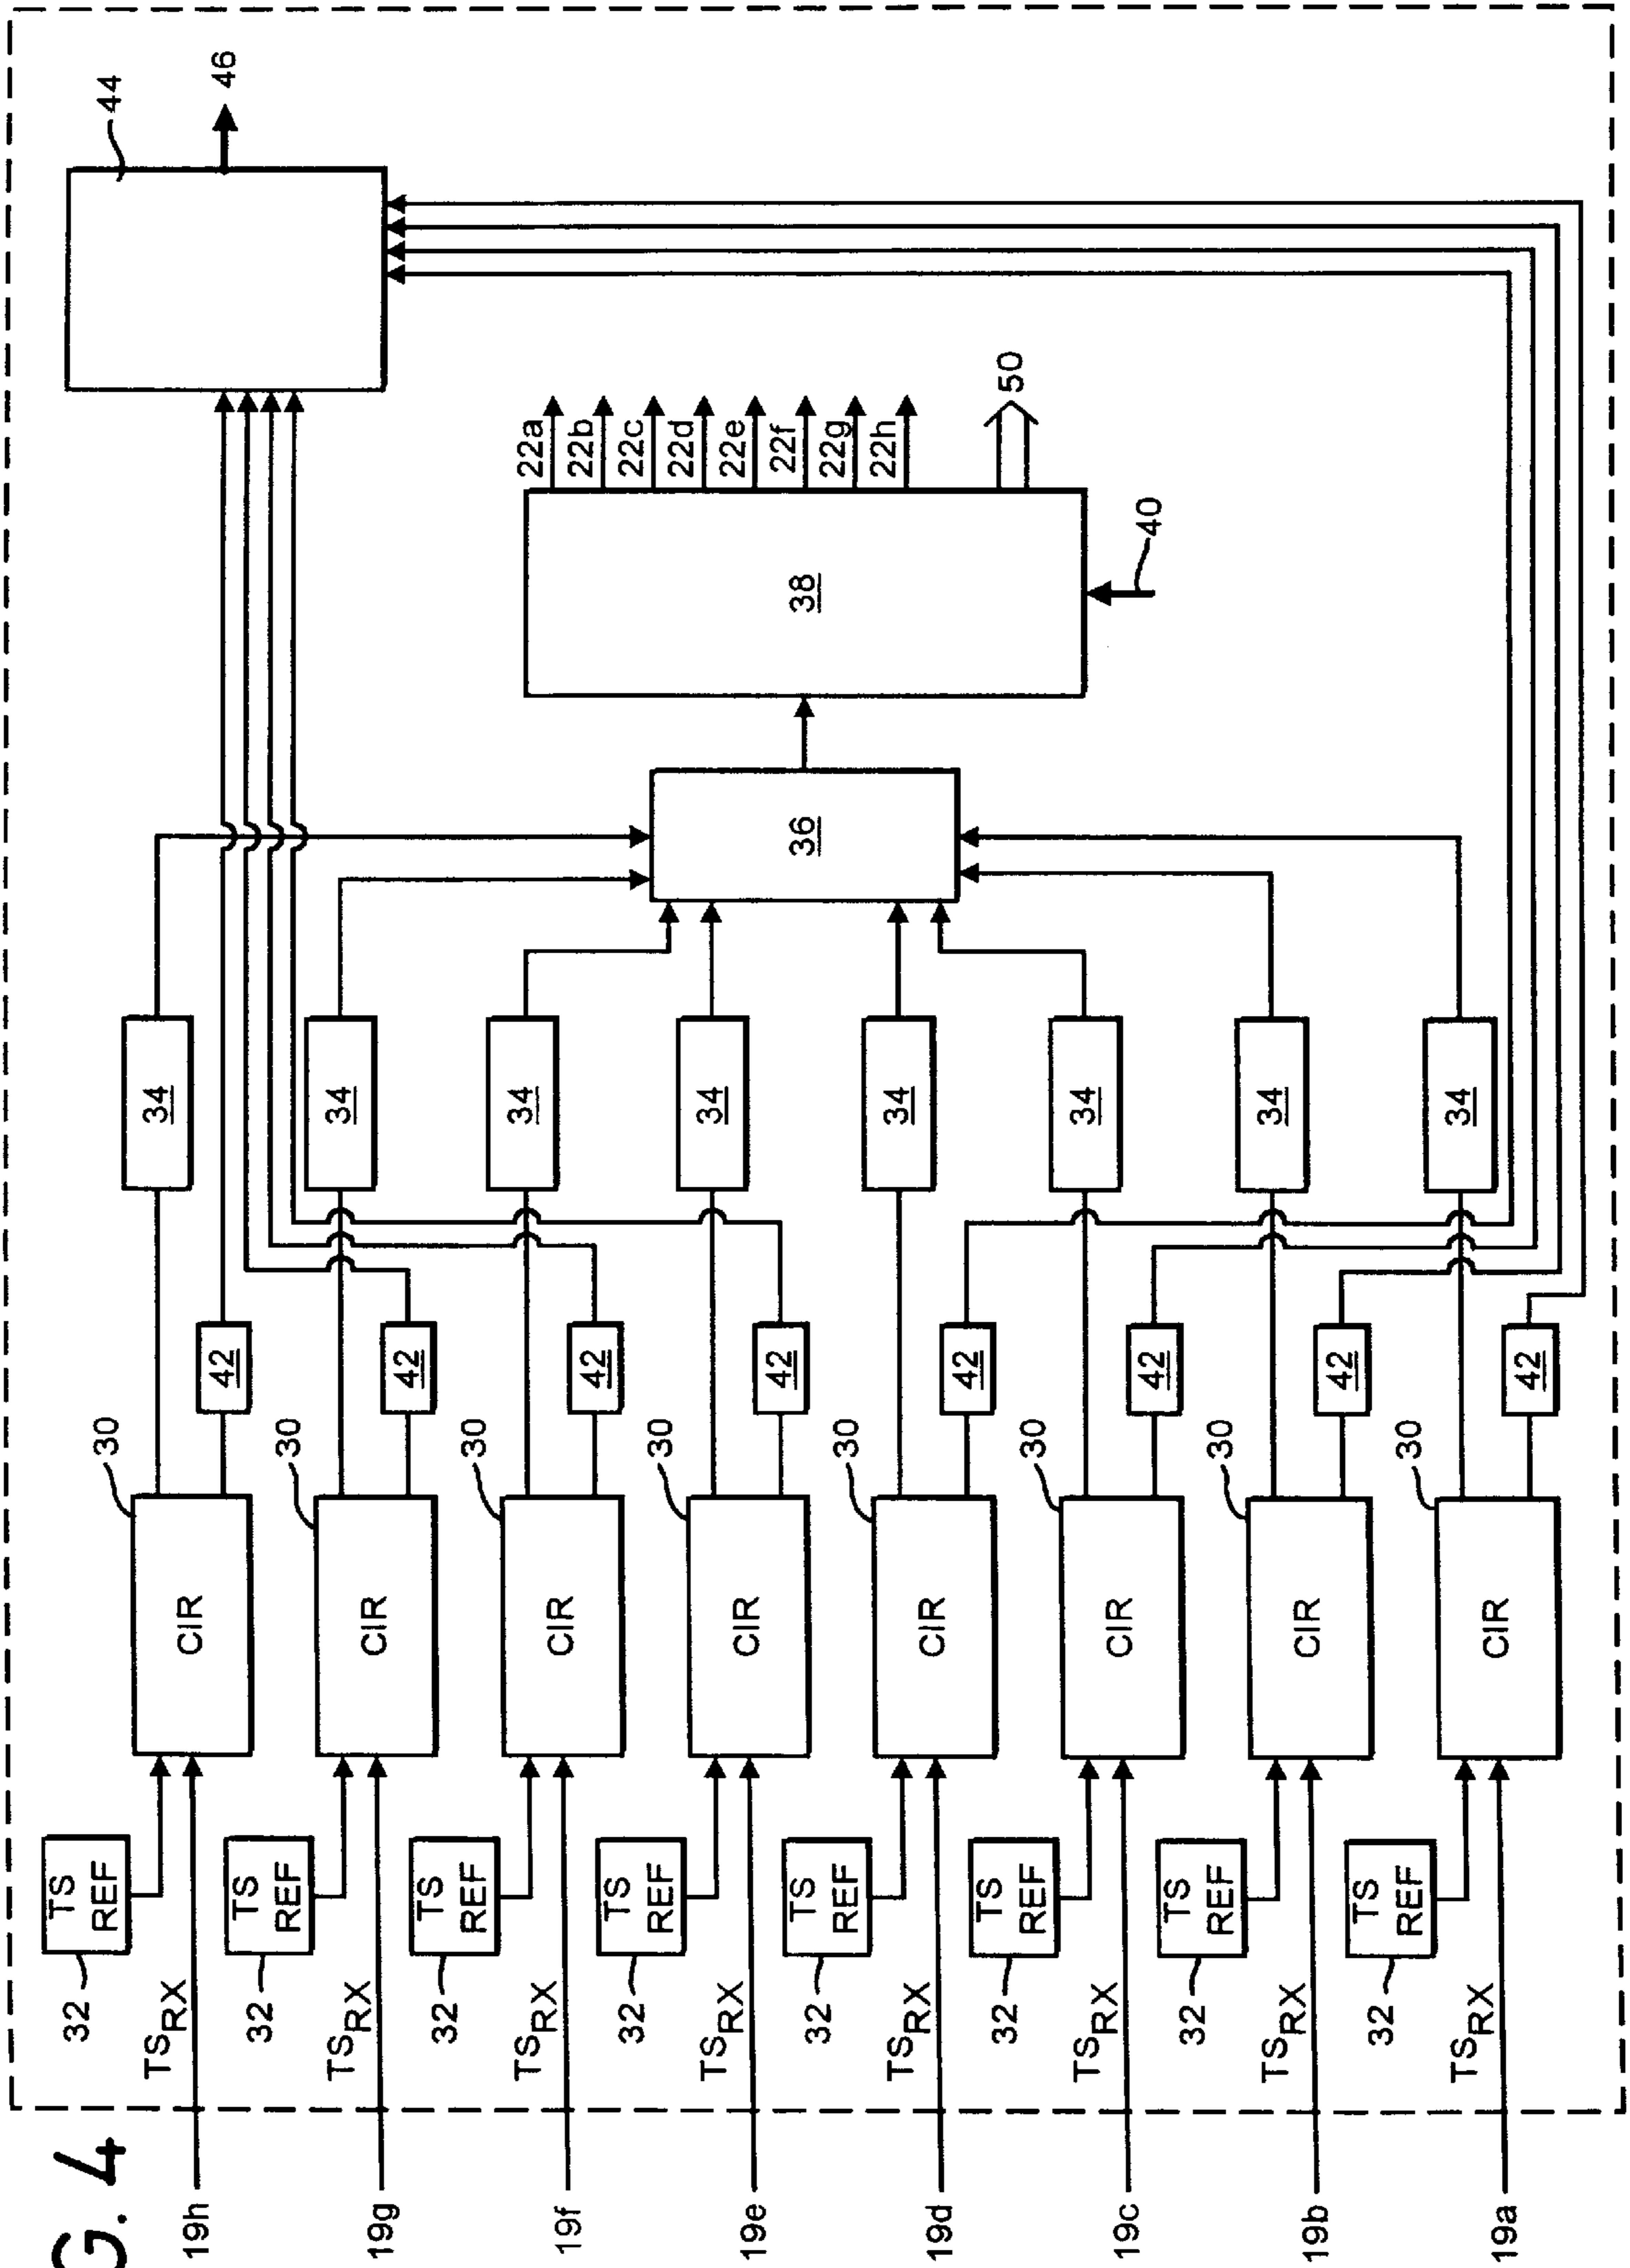 G. 4
44
46
22a
22b
22c
22d
22e
22f
22g
22h
50
38
40
36
34
34
34
34
34
34
34
34
42
42
42
42
42
42
42
42
30
30
30
30
30
30
30
30
CIR
CIR
CIR
CIR
CIR
CIR
CIR
CIR
TS
REF
TS
REF
TS
REF
TS
REF
TS
REF
TS
REF
TS
REF
TS
REF
32
32
32
32
32
32
32
32
TSRX
TSRX
TSRX
TSRX
TSRX
TSRX
TSRX
TSRX
19h
19g
19f
19e
19d
19c
19b
19a